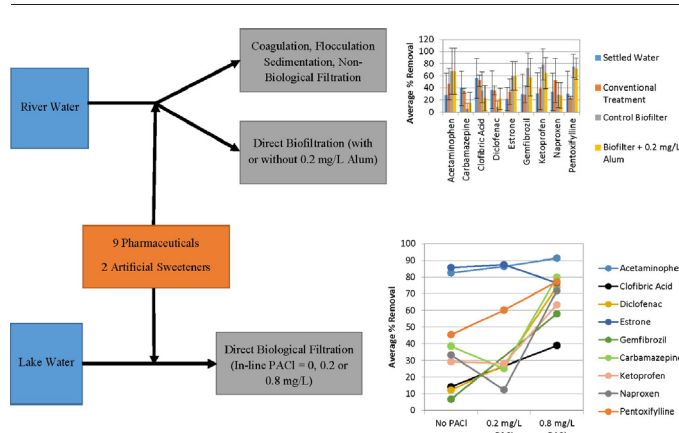 River Water
Coagulation, Flocculation
Sedimentation, Non-
Biological Filtration
Direct Biofiltration (with
or without 0.2 mg/L Alum)
9 Pharmaceuticals
2 Artificial Sweeteners
Lake Water
Direct Biological Filtration
(In-line PACl = 0, 0.2 or
0.8 mg/L)
Average % Removal
120
100
80
60
40
20
0
Acetaminophen
Carbamazepine
Clofibric Acid
Diclofenac
Estrone
Gemfibrozil
Ketoprofen
Naproxen
Pentoxifylline
Settled Water
Conventional
Treatment
Control Biofilter
Biofilter + 0.2 mg/L
Alum
Average % Removal
100
90
80
70
60
50
40
30
20
10
0
No PACl
0.2 mg/L
0.8 mg/L
Acetaminophen
Clofibric Acid
Diclofenac
Estrone
Gemfibrozil
Carbamazepine
Ketoprofen
Naproxen
Pentoxifylline